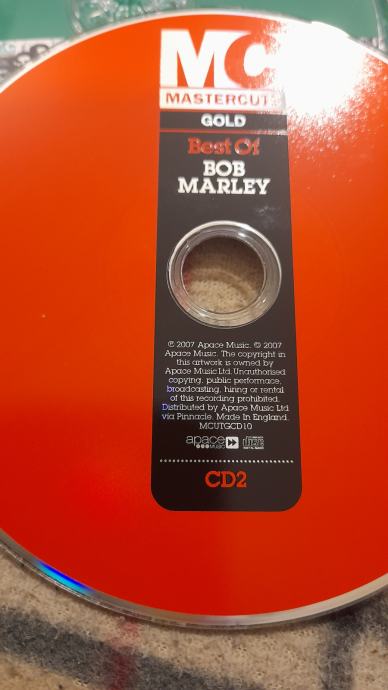 MC
MASTERCUTS
GOLD
Best Of
BOB
MARLEY
℗ 2007 Apace Music. © 2007
Apace Music. The copyright in
this artwork is owned by
Apace Music Ltd. Unauthorised
copying, public performace,
broadcasting, hiring or rental
of this recording prohibited.
Distributed by Apace Music Ltd
via Pinnacle. Made In England.
MCUTGCD10
apace MUSIC
CD2